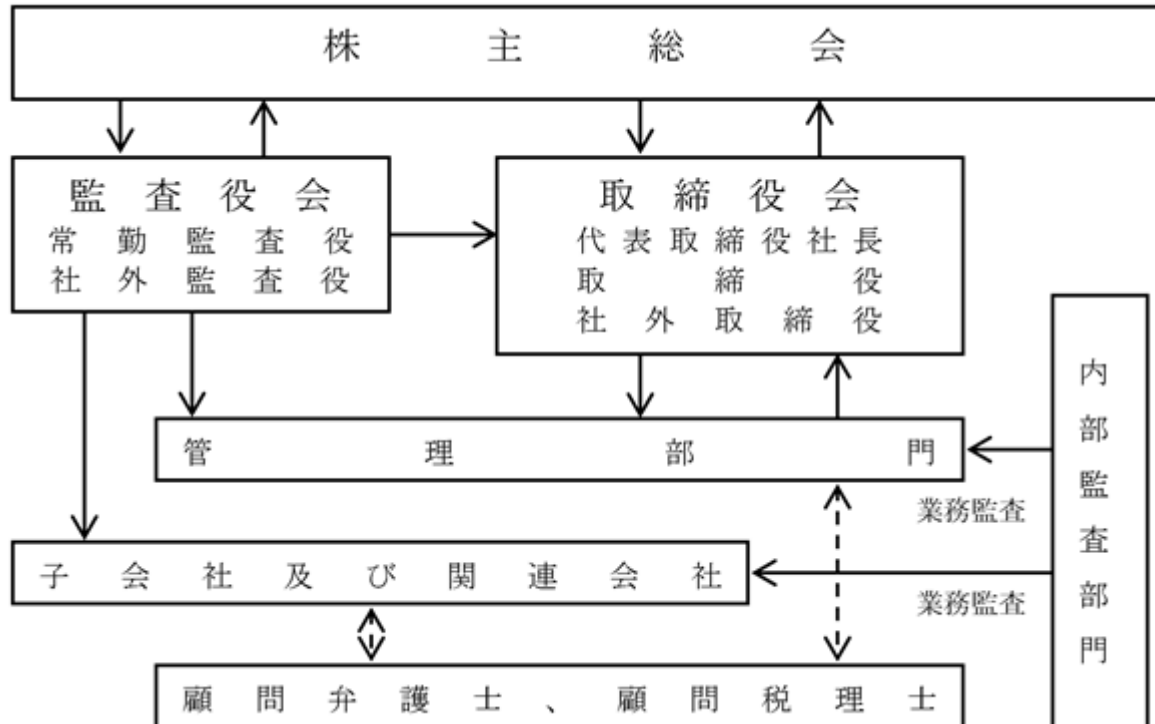 株主総会
監査役会
常勤監査役
社外監査役
取締役会
代表取締役社長
取締役
社外取締役
内部監査部門
管理部門
業務監査
子会社及び関連会社
業務監査
顧問弁護士、顧問税理士